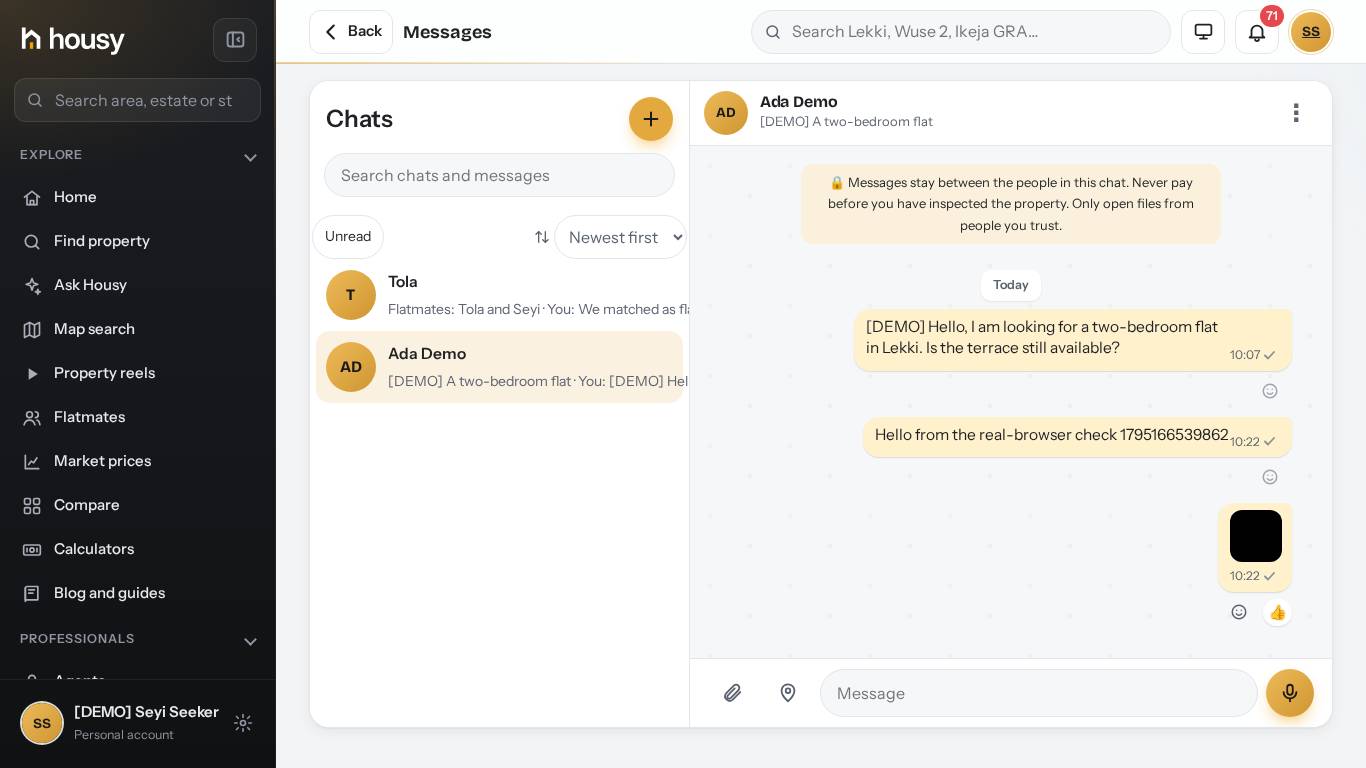 housy
Search area, estate or st
EXPLORE
Home
Find property
Ask Housy
Map search
Property reels
Flatmates
Market prices
Compare
Calculators
Blog and guides
PROFESSIONALS
Agents
SS
[DEMO] Seyi Seeker
Personal account
Back
Messages
Search Lekki, Wuse 2, Ikeja GRA...
71
SS
Chats
Search chats and messages
Unread
Newest first
T
Tola
Flatmates: Tola and Seyi · You: We matched as fla
AD
Ada Demo
[DEMO] A two-bedroom flat · You: [DEMO] Hel
AD
Ada Demo
[DEMO] A two-bedroom flat
🔒 Messages stay between the people in this chat. Never pay
before you have inspected the property. Only open files from
people you trust.
Today
[DEMO] Hello, I am looking for a two-bedroom flat
in Lekki. Is the terrace still available?
10:07
Hello from the real-browser check 1795166539862
10:22
10:22
Message